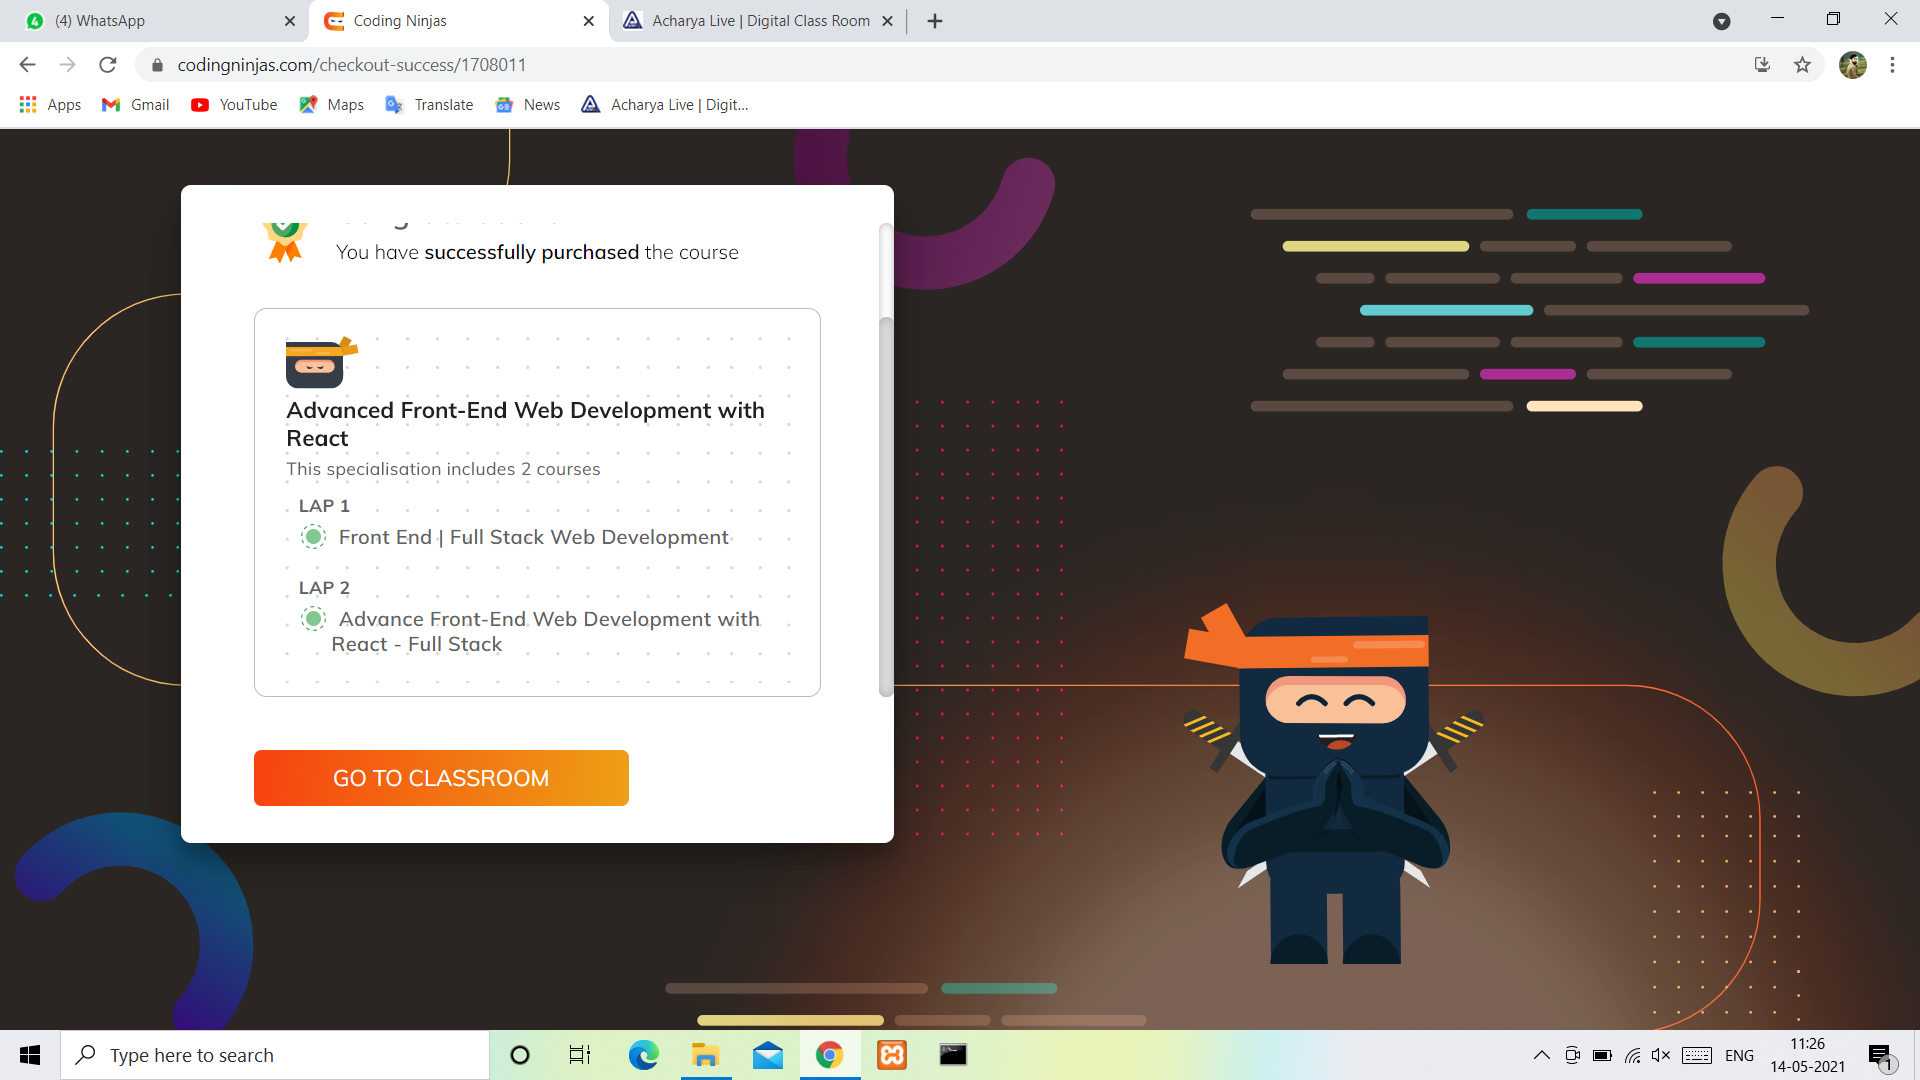 (4) WhatsApp
Coding Ninjas
Acharya Live | Digital Class Room
codingninjas.com/checkout-success/1708011
Apps
Gmail
YouTube
Maps
Translate
News
Acharya Live | Digit...
You have successfully purchased the course
Advanced Front-End Web Development with
React
This specialisation includes 2 courses
LAP 1
Front End | Full Stack Web Development
LAP 2
Advance Front-End Web Development with
React - Full Stack
GO TO CLASSROOM
Type here to search
ENG
11:26
14-05-2021
1